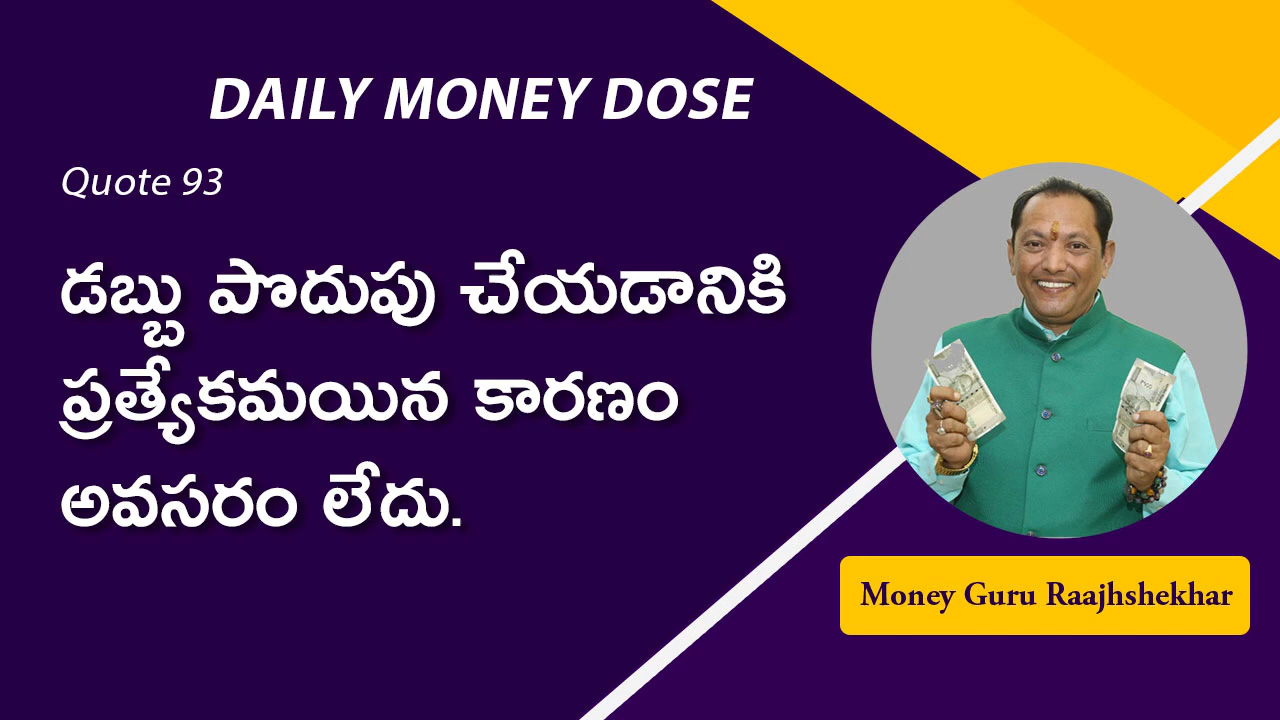 DAILY MONEY DOSE
Quote 93
డబ్బు పొదుపు చేయడానికి
ప్రత్యేకమయిన కారణం
అవసరం లేదు.
Money Guru Raajhshekhar